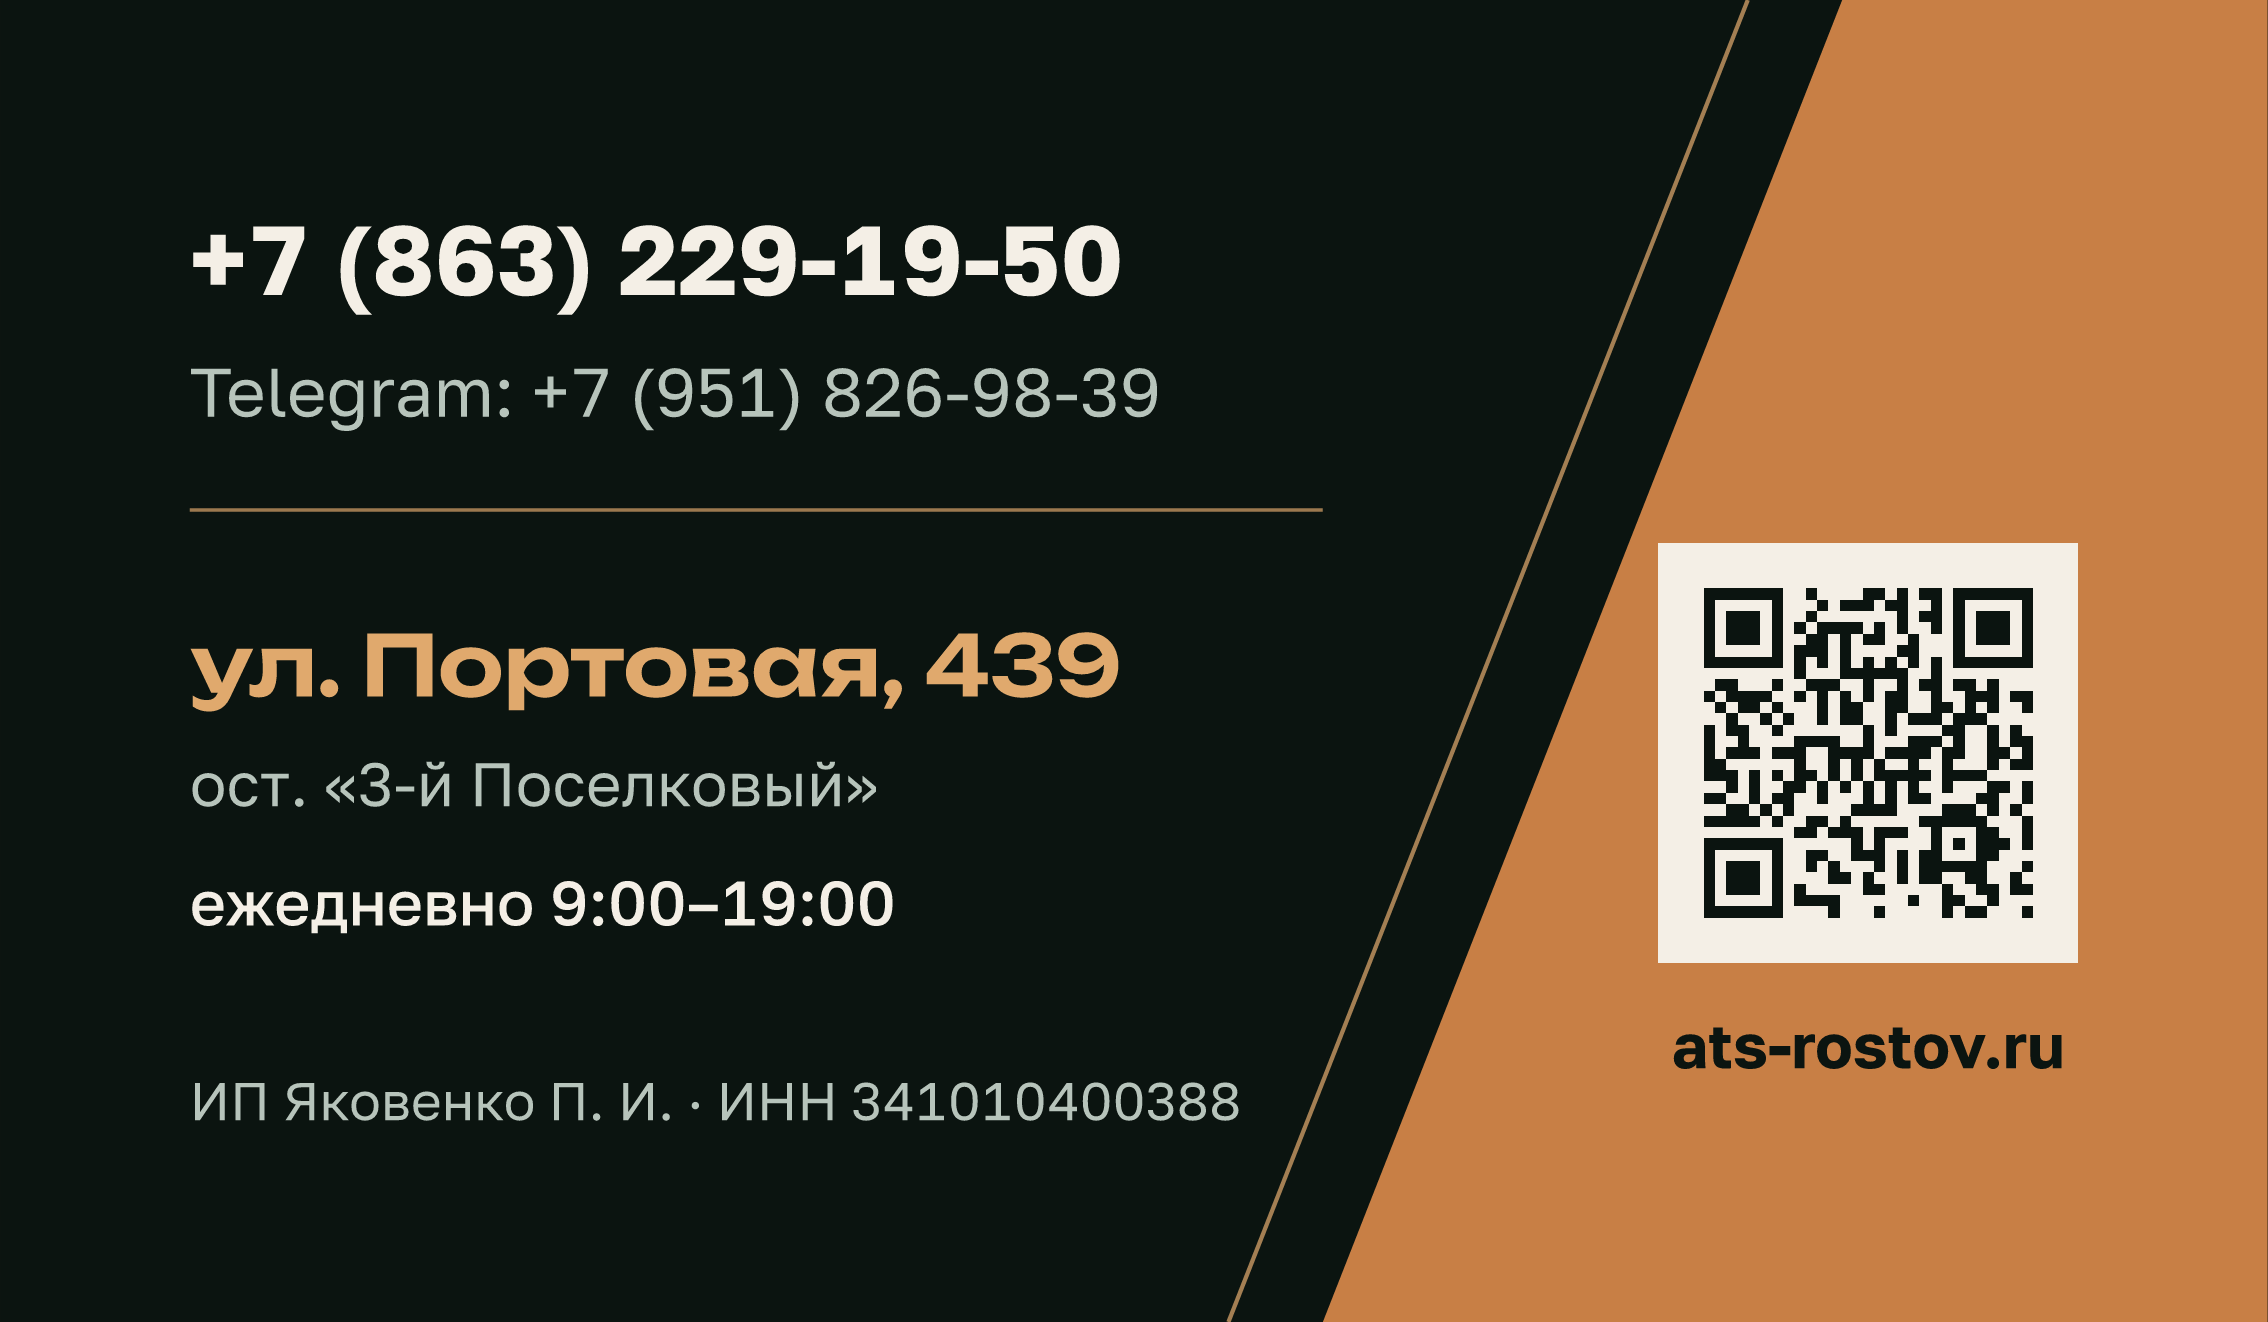 +7 (863) 229-19-50
Telegram: +7 (951) 826-98-39
ул. Портовая, 439
ост. «3-й Поселковый»
ежедневно 9:00–19:00
ИП Яковенко П. И. · ИНН 341010400388
ats-rostov.ru